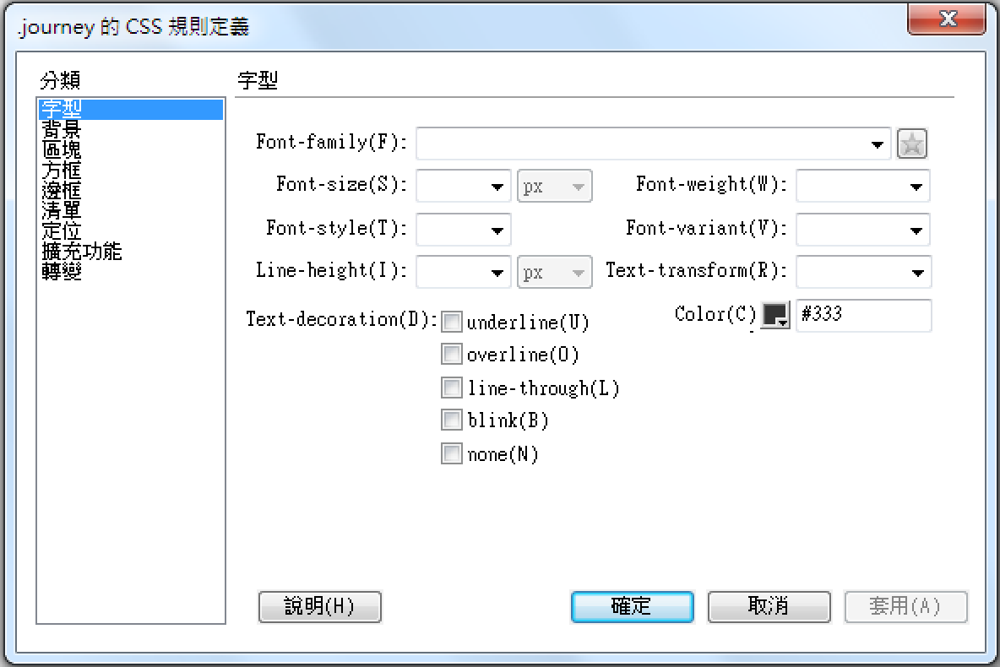 .journey 的 CSS 規則定義
分類
字型
背景
區塊
方框
邊框
清單
定位
擴充功能
轉變
字型
Font-family(F):
Font-size(S): px Font-weight(W):
Font-style(T): Font-variant(V):
Line-height(I): px Text-transform(R):
Text-decoration(D): underline(U) Color(C) #333
overline(O)
line-through(L)
blink(B)
none(N)
說明(H) 確定 取消 套用(A)